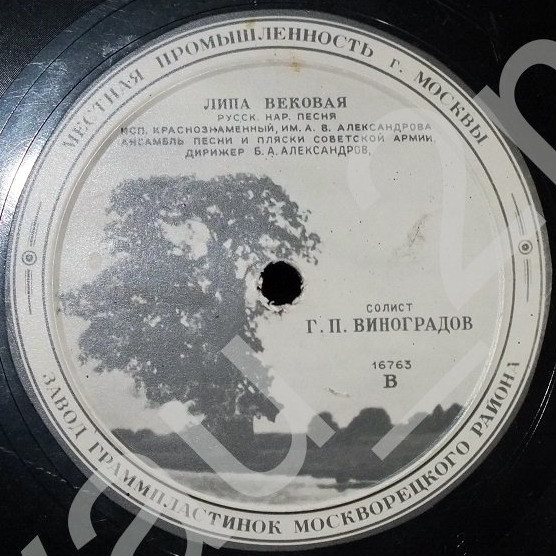 МЕСТНАЯ ПРОМЫШЛЕННОСТЬ Г. МОСКВЫ
ЛИПА ВЕКОВАЯ
РУССК. НАР. ПЕСНЯ
ИСП. КРАСНОЗНАМЕННЫЙ, ИМ. А. В. АЛЕКСАНДРОВА
АНСАМБЛЬ ПЕСНИ И ПЛЯСКИ СОВЕТСКОЙ АРМИИ,
ДИРИЖЕР Б. А. АЛЕКСАНДРОВ,
СОЛИСТ
Г. П. ВИНОГРАДОВ
16763
В
ЗАВОД ГРАММПЛАСТИНОК МОСКВОРЕЦКОГО РАЙОНА